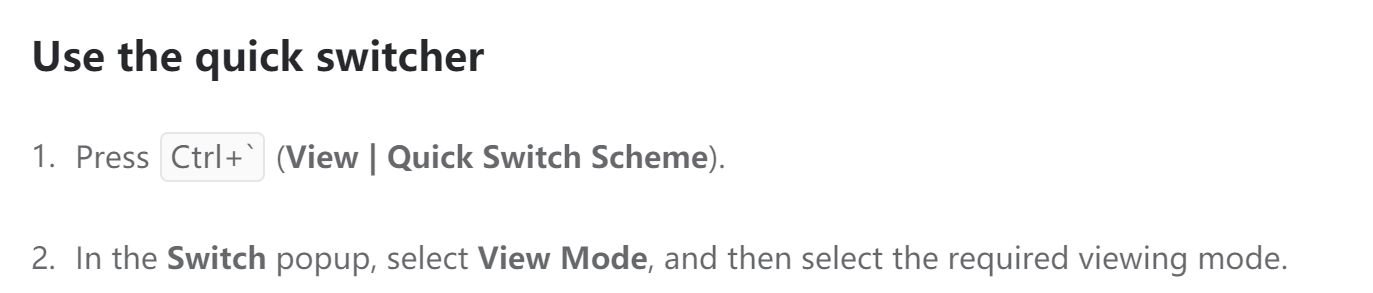 Use the quick switcher
1. Press Ctrl+` (View | Quick Switch Scheme).
2. In the Switch popup, select View Mode, and then select the required viewing mode.